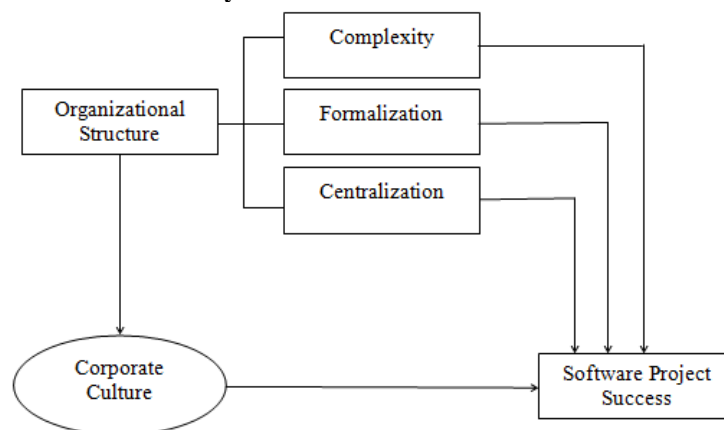 Complexity
Organizational
Structure
Formalization
Centralization
Corporate
Culture
Software Project
Success